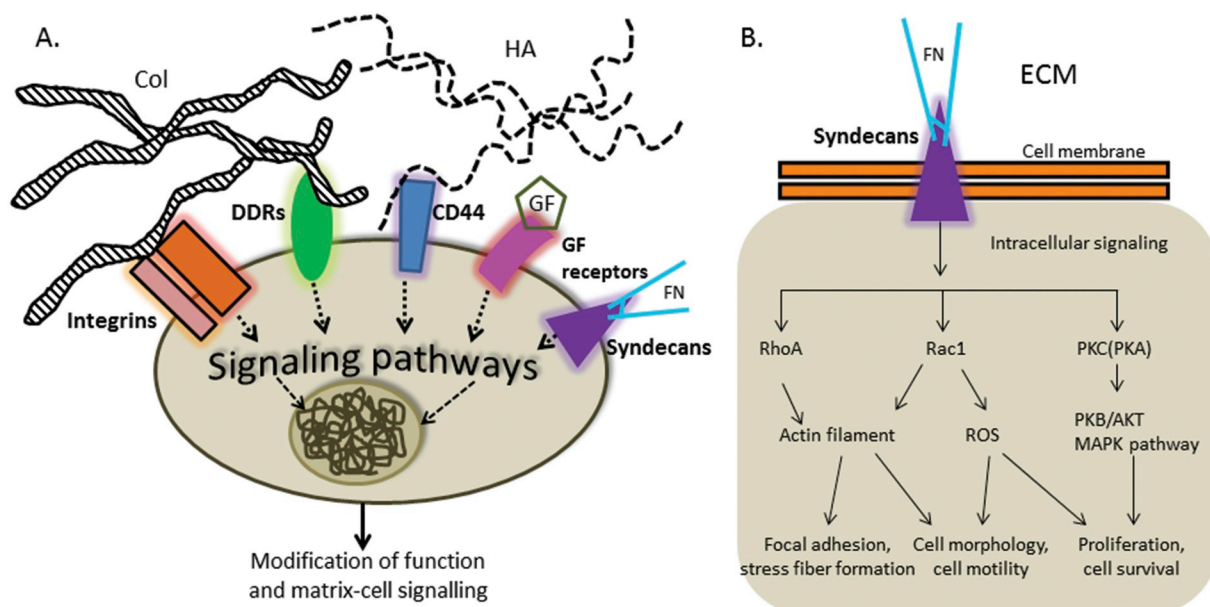 A.
Col
HA
DDRs
CD44
GF
GF
receptors
FN
Integrins
Syndecans
Signaling pathways
Modification of function
and matrix-cell signalling
B.
FN
ECM
Syndecans
Cell membrane
Intracellular signaling
RhoA
Rac1
PKC(PKA)
Actin filament
ROS
PKB/AKT
MAPK pathway
Focal adhesion,
stress fiber formation
Cell morphology,
cell motility
Proliferation,
cell survival